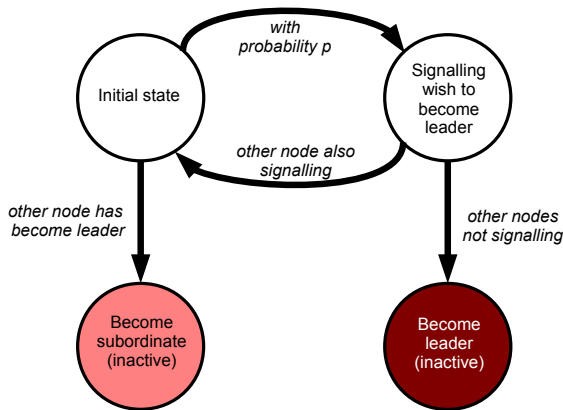 with
probability p
Initial state
Signalling
wish to
become
leader
other node also
signalling
other node has
become leader
other nodes
not signalling
Become
subordinate
(inactive)
Become
leader
(inactive)